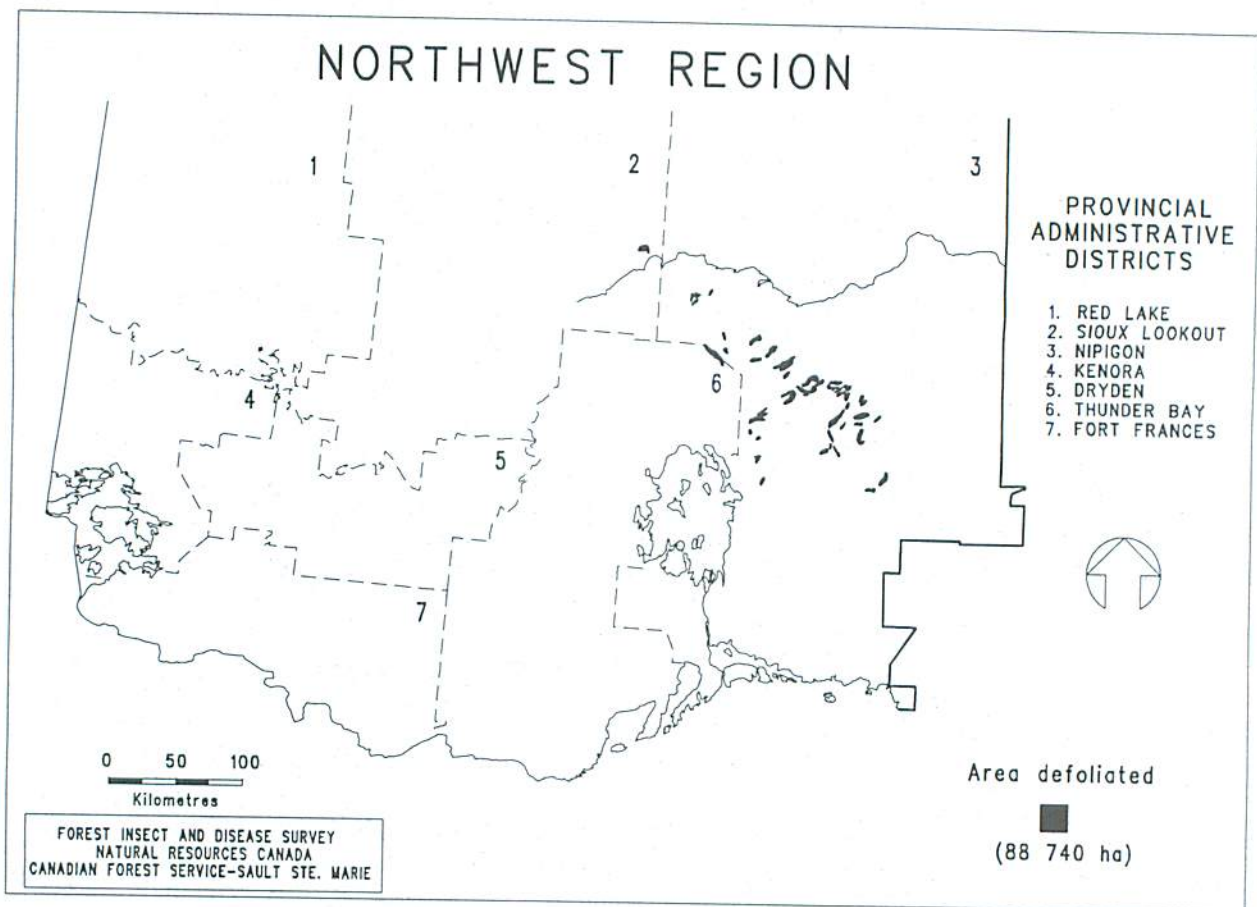 NORTHWEST REGION
1
2
3
4
5
6
7
PROVINCIAL
ADMINISTRATIVE
DISTRICTS
1. RED LAKE
2. SIOUX LOOKOUT
3. NIPIGON
4. KENORA
5. DRYDEN
6. THUNDER BAY
7. FORT FRANCES
0 50 100
Kilometres
FOREST INSECT AND DISEASE SURVEY
NATURAL RESOURCES CANADA
CANADIAN FOREST SERVICE-SAULT STE. MARIE
Area defoliated
(88 740 ha)